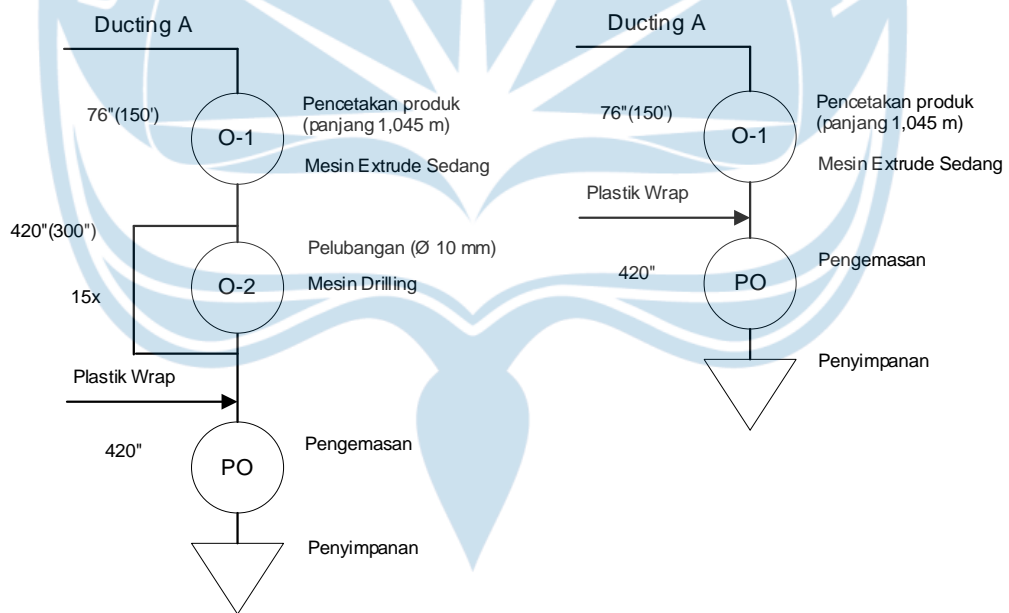 Ducting A
76"(150')
O-1
Pencetakan produk
(panjang 1,045 m)
Mesin Extrude Sedang
420"(300")
15x
O-2
Pelubangan (Ø 10 mm)
Mesin Drilling
Plastik Wrap
420"
PO
Pengemasan
Penyimpanan
Ducting A
76"(150')
O-1
Pencetakan produk
(panjang 1,045 m)
Mesin Extrude Sedang
Plastik Wrap
420"
PO
Pengemasan
Penyimpanan